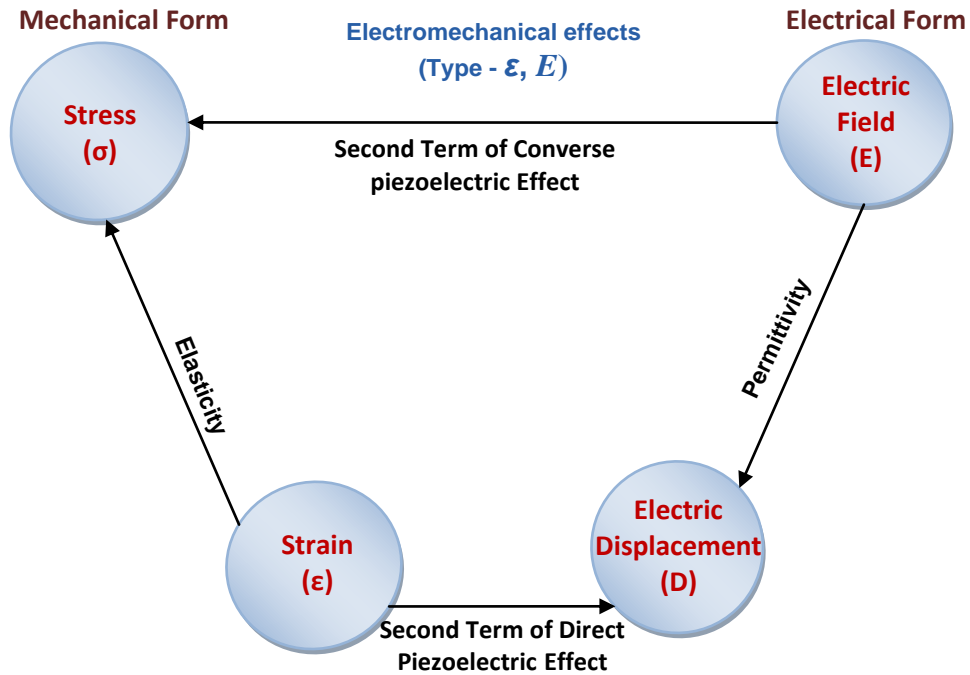 Mechanical Form
Electromechanical effects
(Type - ε, E)
Electrical Form
Stress
(σ)
Electric
Field
(E)
Second Term of Converse
piezoelectric Effect
Elasticity
Permittivity
Strain
(ε)
Electric
Displacement
(D)
Second Term of Direct
Piezoelectric Effect